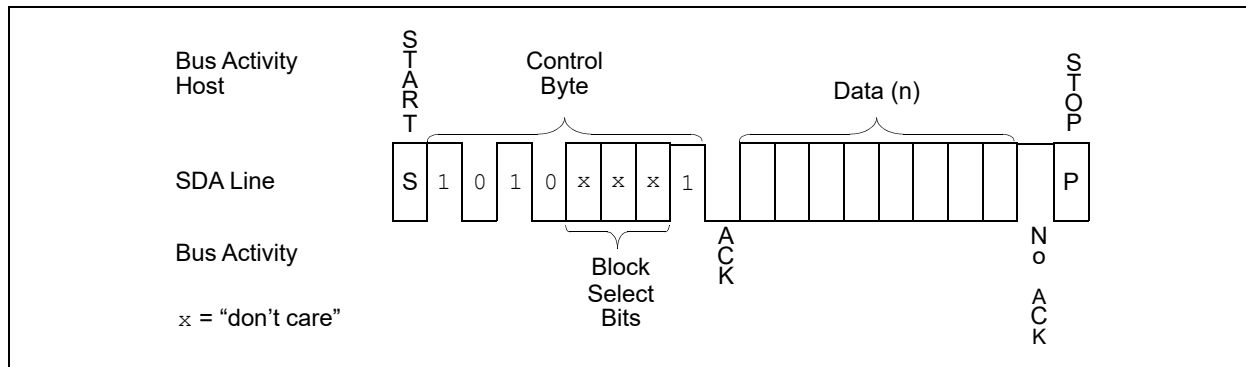 Bus Activity
Host
START
Control
Byte
Data (n)
STOP
SDA Line
S 1 0 1 0 x x x 1 P
Bus Activity
ACK
No ACK
Block
Select
Bits
x = “don’t care”